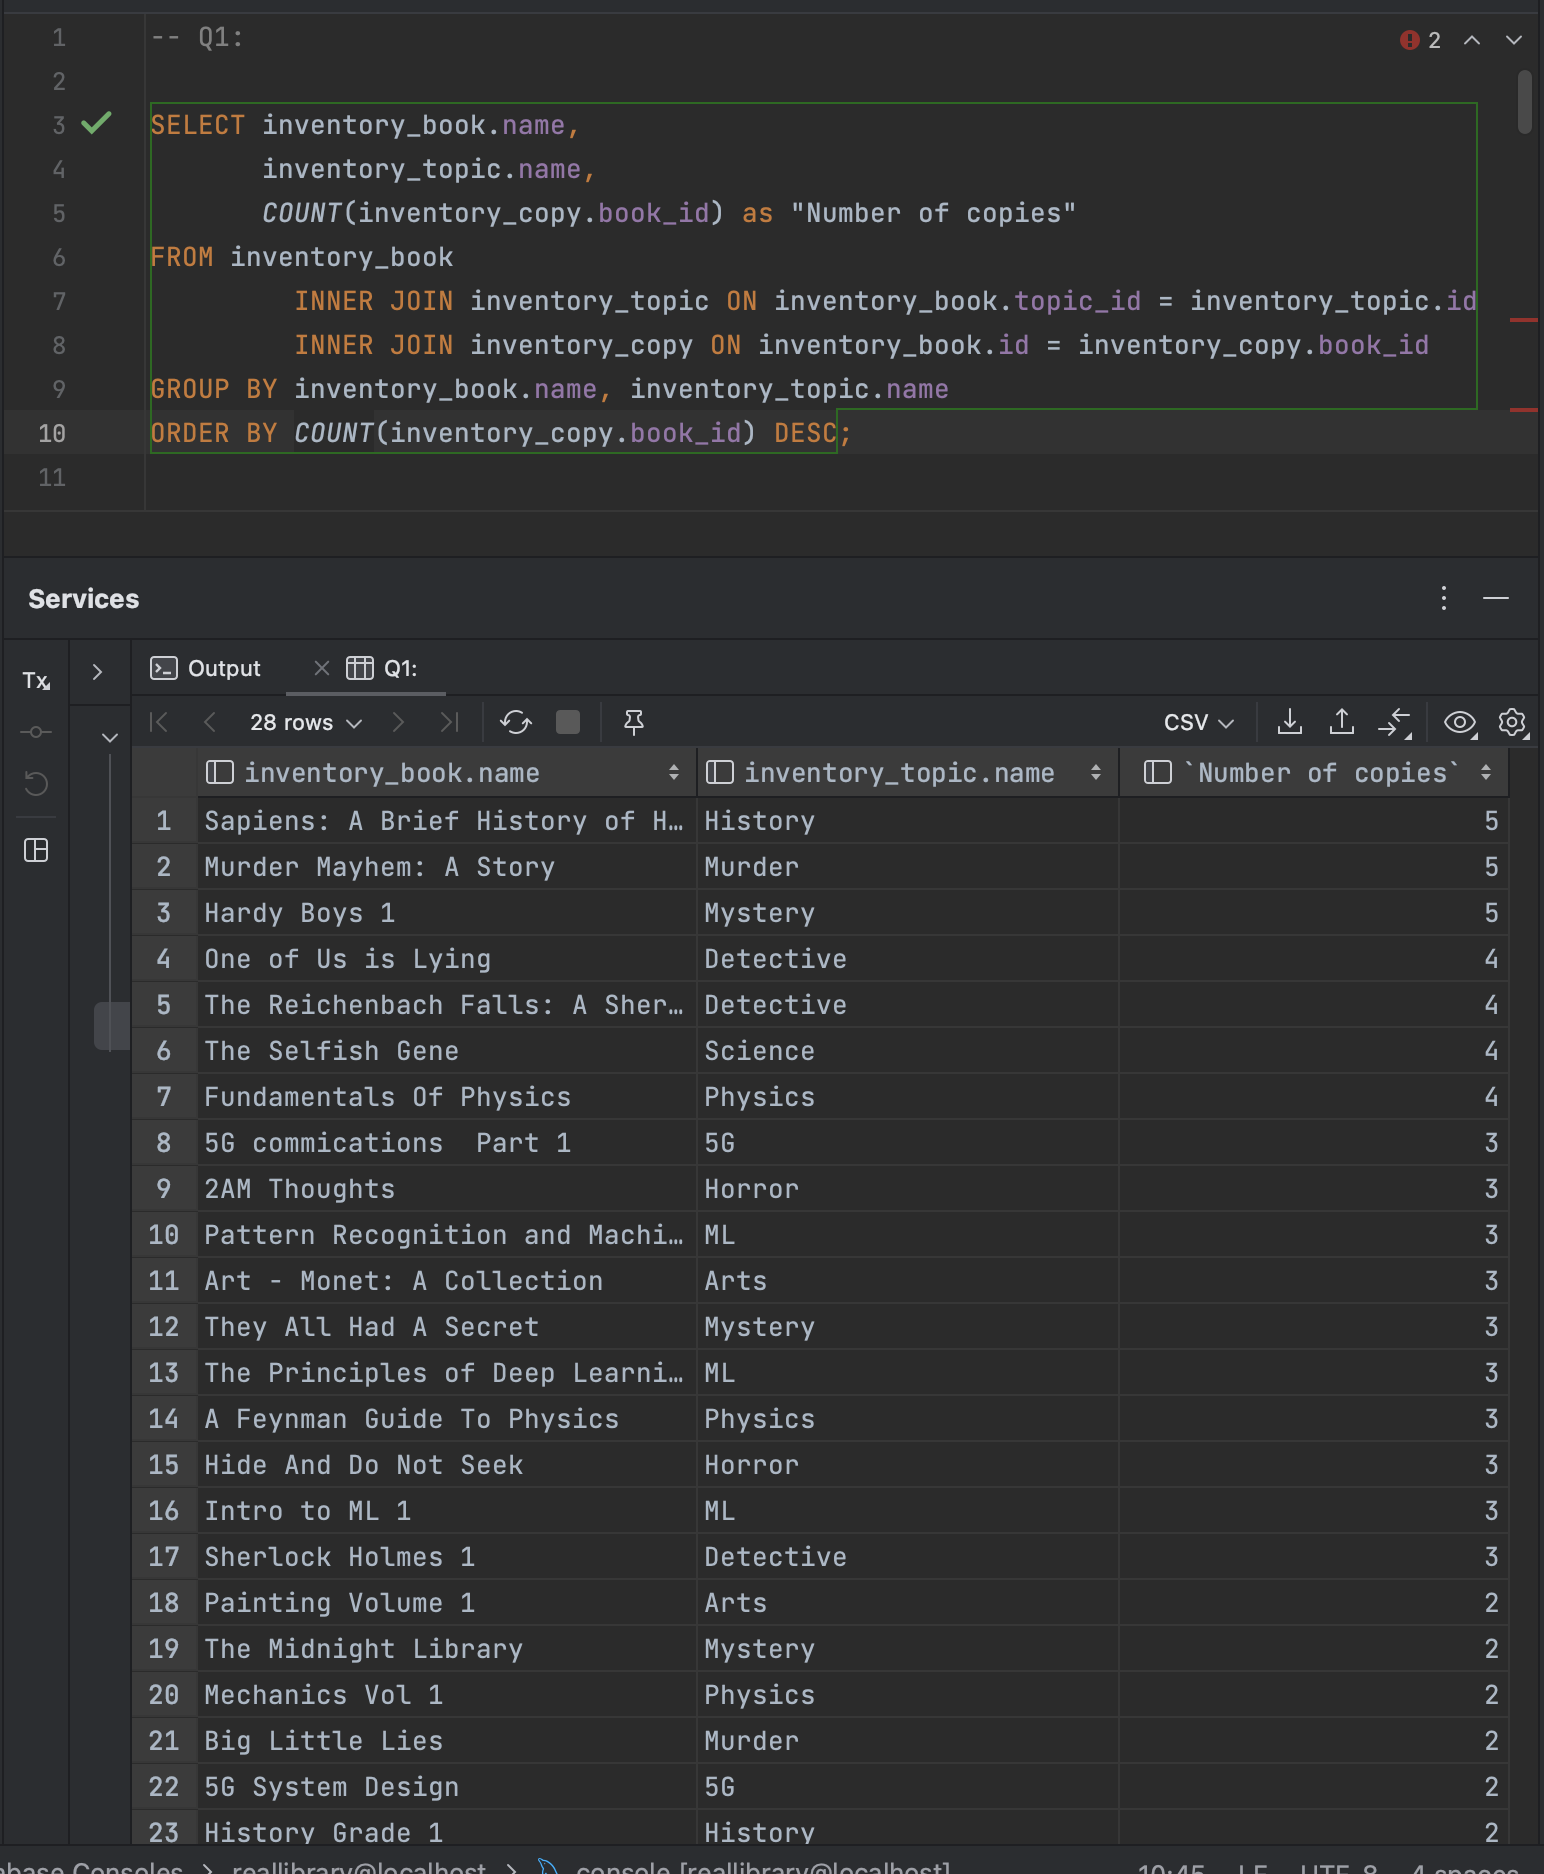 1 -- Q1: 2
2
3 SELECT inventory_book.name,
4 inventory_topic.name,
5 COUNT(inventory_copy.book_id) as "Number of copies"
6 FROM inventory_book
7 INNER JOIN inventory_topic ON inventory_book.topic_id = inventory_topic.id
8 INNER JOIN inventory_copy ON inventory_book.id = inventory_copy.book_id
9 GROUP BY inventory_book.name, inventory_topic.name
10 ORDER BY COUNT(inventory_copy.book_id) DESC;
11
Services
Tx Output Q1:
28 rows CSV
inventory_book.name inventory_topic.name `Number of copies`
1 Sapiens: A Brief History of H… History 5
2 Murder Mayhem: A Story Murder 5
3 Hardy Boys 1 Mystery 5
4 One of Us is Lying Detective 4
5 The Reichenbach Falls: A Sher… Detective 4
6 The Selfish Gene Science 4
7 Fundamentals Of Physics Physics 4
8 5G commications  Part 1 5G 3
9 2AM Thoughts Horror 3
10 Pattern Recognition and Machi… ML 3
11 Art - Monet: A Collection Arts 3
12 They All Had A Secret Mystery 3
13 The Principles of Deep Learni… ML 3
14 A Feynman Guide To Physics Physics 3
15 Hide And Do Not Seek Horror 3
16 Intro to ML 1 ML 3
17 Sherlock Holmes 1 Detective 3
18 Painting Volume 1 Arts 2
19 The Midnight Library Mystery 2
20 Mechanics Vol 1 Physics 2
21 Big Little Lies Murder 2
22 5G System Design 5G 2
23 History Grade 1 History 2
abase Consoles > reallibrary@localhost > console [reallibrary@localhost] 10:45 LF UTF-8 4 spaces